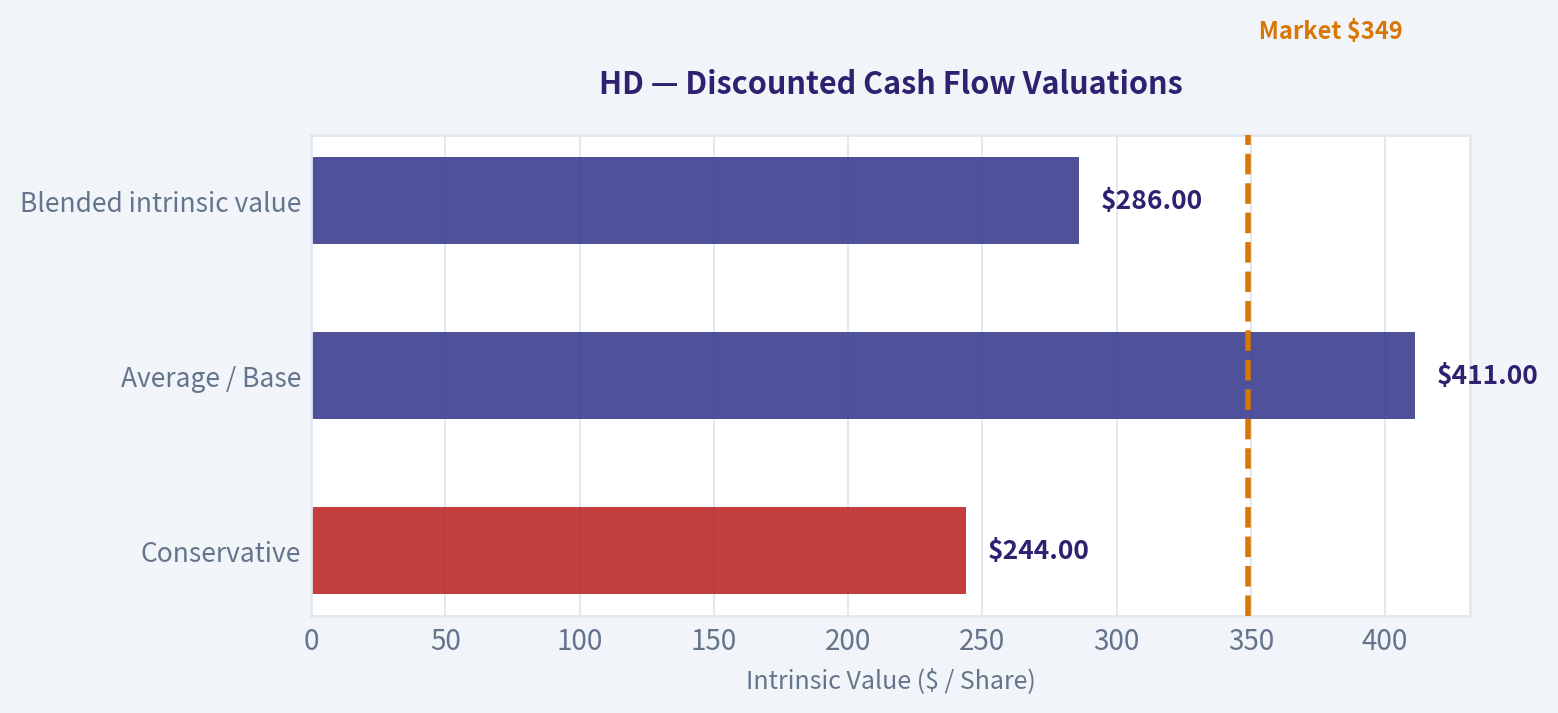 Market $349
HD — Discounted Cash Flow Valuations
Blended intrinsic value
$286.00
Average / Base
$411.00
Conservative
$244.00
0 50 100 150 200 250 300 350 400
Intrinsic Value ($ / Share)